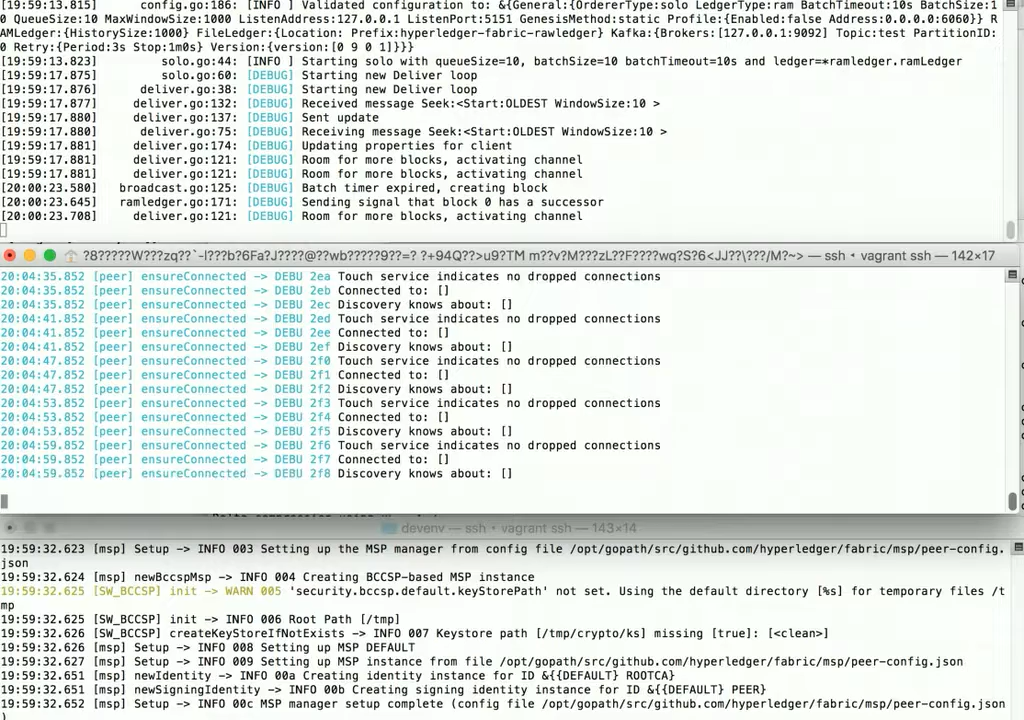 [19:59:13.815] config.go:186: [INFO ] Validated configuration to: &{General:{OrdererType:solo LedgerType:ram BatchTimeout:10s BatchSize:1
0 QueueSize:10 MaxWindowSize:1000 ListenAddress:127.0.0.1 ListenPort:5151 GenesisMethod:static Profile:{Enabled:false Address:0.0.0.0:6060}} R
AMLedger:{HistorySize:1000} FileLedger:{Location: Prefix:hyperledger-fabric-rawledger} Kafka:{Brokers:[127.0.0.1:9092] Topic:test PartitionID:
0 Retry:{Period:3s Stop:1m0s} Version:{version:[0 9 0 1]}}}
[19:59:13.823] solo.go:44: [INFO ] Starting solo with queueSize=10, batchSize=10 batchTimeout=10s and ledger=*ramledger.ramLedger
[19:59:17.875] solo.go:60: [DEBUG] Starting new Deliver loop
[19:59:17.876] deliver.go:38: [DEBUG] Starting new Deliver loop
[19:59:17.877] deliver.go:132: [DEBUG] Received message Seek:<Start:OLDEST WindowSize:10 >
[19:59:17.880] deliver.go:137: [DEBUG] Sent update
[19:59:17.880] deliver.go:75: [DEBUG] Receiving message Seek:<Start:OLDEST WindowSize:10 >
[19:59:17.881] deliver.go:174: [DEBUG] Updating properties for client
[19:59:17.881] deliver.go:121: [DEBUG] Room for more blocks, activating channel
[19:59:17.881] deliver.go:121: [DEBUG] Room for more blocks, activating channel
[20:00:23.580] broadcast.go:125: [DEBUG] Batch timer expired, creating block
[20:00:23.645] ramledger.go:171: [DEBUG] Sending signal that block 0 has a successor
[20:00:23.708] deliver.go:121: [DEBUG] Room for more blocks, activating channel
?8?????W???zq??`-l???b?6Fa?J????@??wb?????9??=? ?+94Q??>u9?TM m??v?M???zL??F????wq?S?6<JJ??\???/M?~> — ssh • vagrant ssh — 142×17
20:04:35.852 [peer] ensureConnected -> DEBU 2ea Touch service indicates no dropped connections
20:04:35.852 [peer] ensureConnected -> DEBU 2eb Connected to: []
20:04:35.852 [peer] ensureConnected -> DEBU 2ec Discovery knows about: []
20:04:41.852 [peer] ensureConnected -> DEBU 2ed Touch service indicates no dropped connections
20:04:41.852 [peer] ensureConnected -> DEBU 2ee Connected to: []
20:04:41.852 [peer] ensureConnected -> DEBU 2ef Discovery knows about: []
20:04:47.852 [peer] ensureConnected -> DEBU 2f0 Touch service indicates no dropped connections
20:04:47.852 [peer] ensureConnected -> DEBU 2f1 Connected to: []
20:04:47.852 [peer] ensureConnected -> DEBU 2f2 Discovery knows about: []
20:04:53.852 [peer] ensureConnected -> DEBU 2f3 Touch service indicates no dropped connections
20:04:53.852 [peer] ensureConnected -> DEBU 2f4 Connected to: []
20:04:53.852 [peer] ensureConnected -> DEBU 2f5 Discovery knows about: []
20:04:59.852 [peer] ensureConnected -> DEBU 2f6 Touch service indicates no dropped connections
20:04:59.852 [peer] ensureConnected -> DEBU 2f7 Connected to: []
20:04:59.852 [peer] ensureConnected -> DEBU 2f8 Discovery knows about: []
devenv — ssh • vagrant ssh — 143×14
19:59:32.623 [msp] Setup -> INFO 003 Setting up the MSP manager from config file /opt/gopath/src/github.com/hyperledger/fabric/msp/peer-config.
json
19:59:32.624 [msp] newBccspMsp -> INFO 004 Creating BCCSP-based MSP instance
19:59:32.625 [SW_BCCSP] init -> WARN 005 'security.bccsp.default.keyStorePath' not set. Using the default directory [%s] for temporary files /t
mp
19:59:32.625 [SW_BCCSP] init -> INFO 006 Root Path [/tmp]
19:59:32.626 [SW_BCCSP] createKeyStoreIfNotExists -> INFO 007 Keystore path [/tmp/crypto/ks] missing [true]: [<clean>]
19:59:32.626 [msp] Setup -> INFO 008 Setting up MSP DEFAULT
19:59:32.627 [msp] Setup -> INFO 009 Setting up MSP instance from file /opt/gopath/src/github.com/hyperledger/fabric/msp/peer-config.json
19:59:32.651 [msp] newIdentity -> INFO 00a Creating identity instance for ID &{{DEFAULT} ROOTCA}
19:59:32.651 [msp] newSigningIdentity -> INFO 00b Creating signing identity instance for ID &{{DEFAULT} PEER}
19:59:32.652 [msp] Setup -> INFO 00c MSP manager setup complete (config file /opt/gopath/src/github.com/hyperledger/fabric/msp/peer-config.json
)